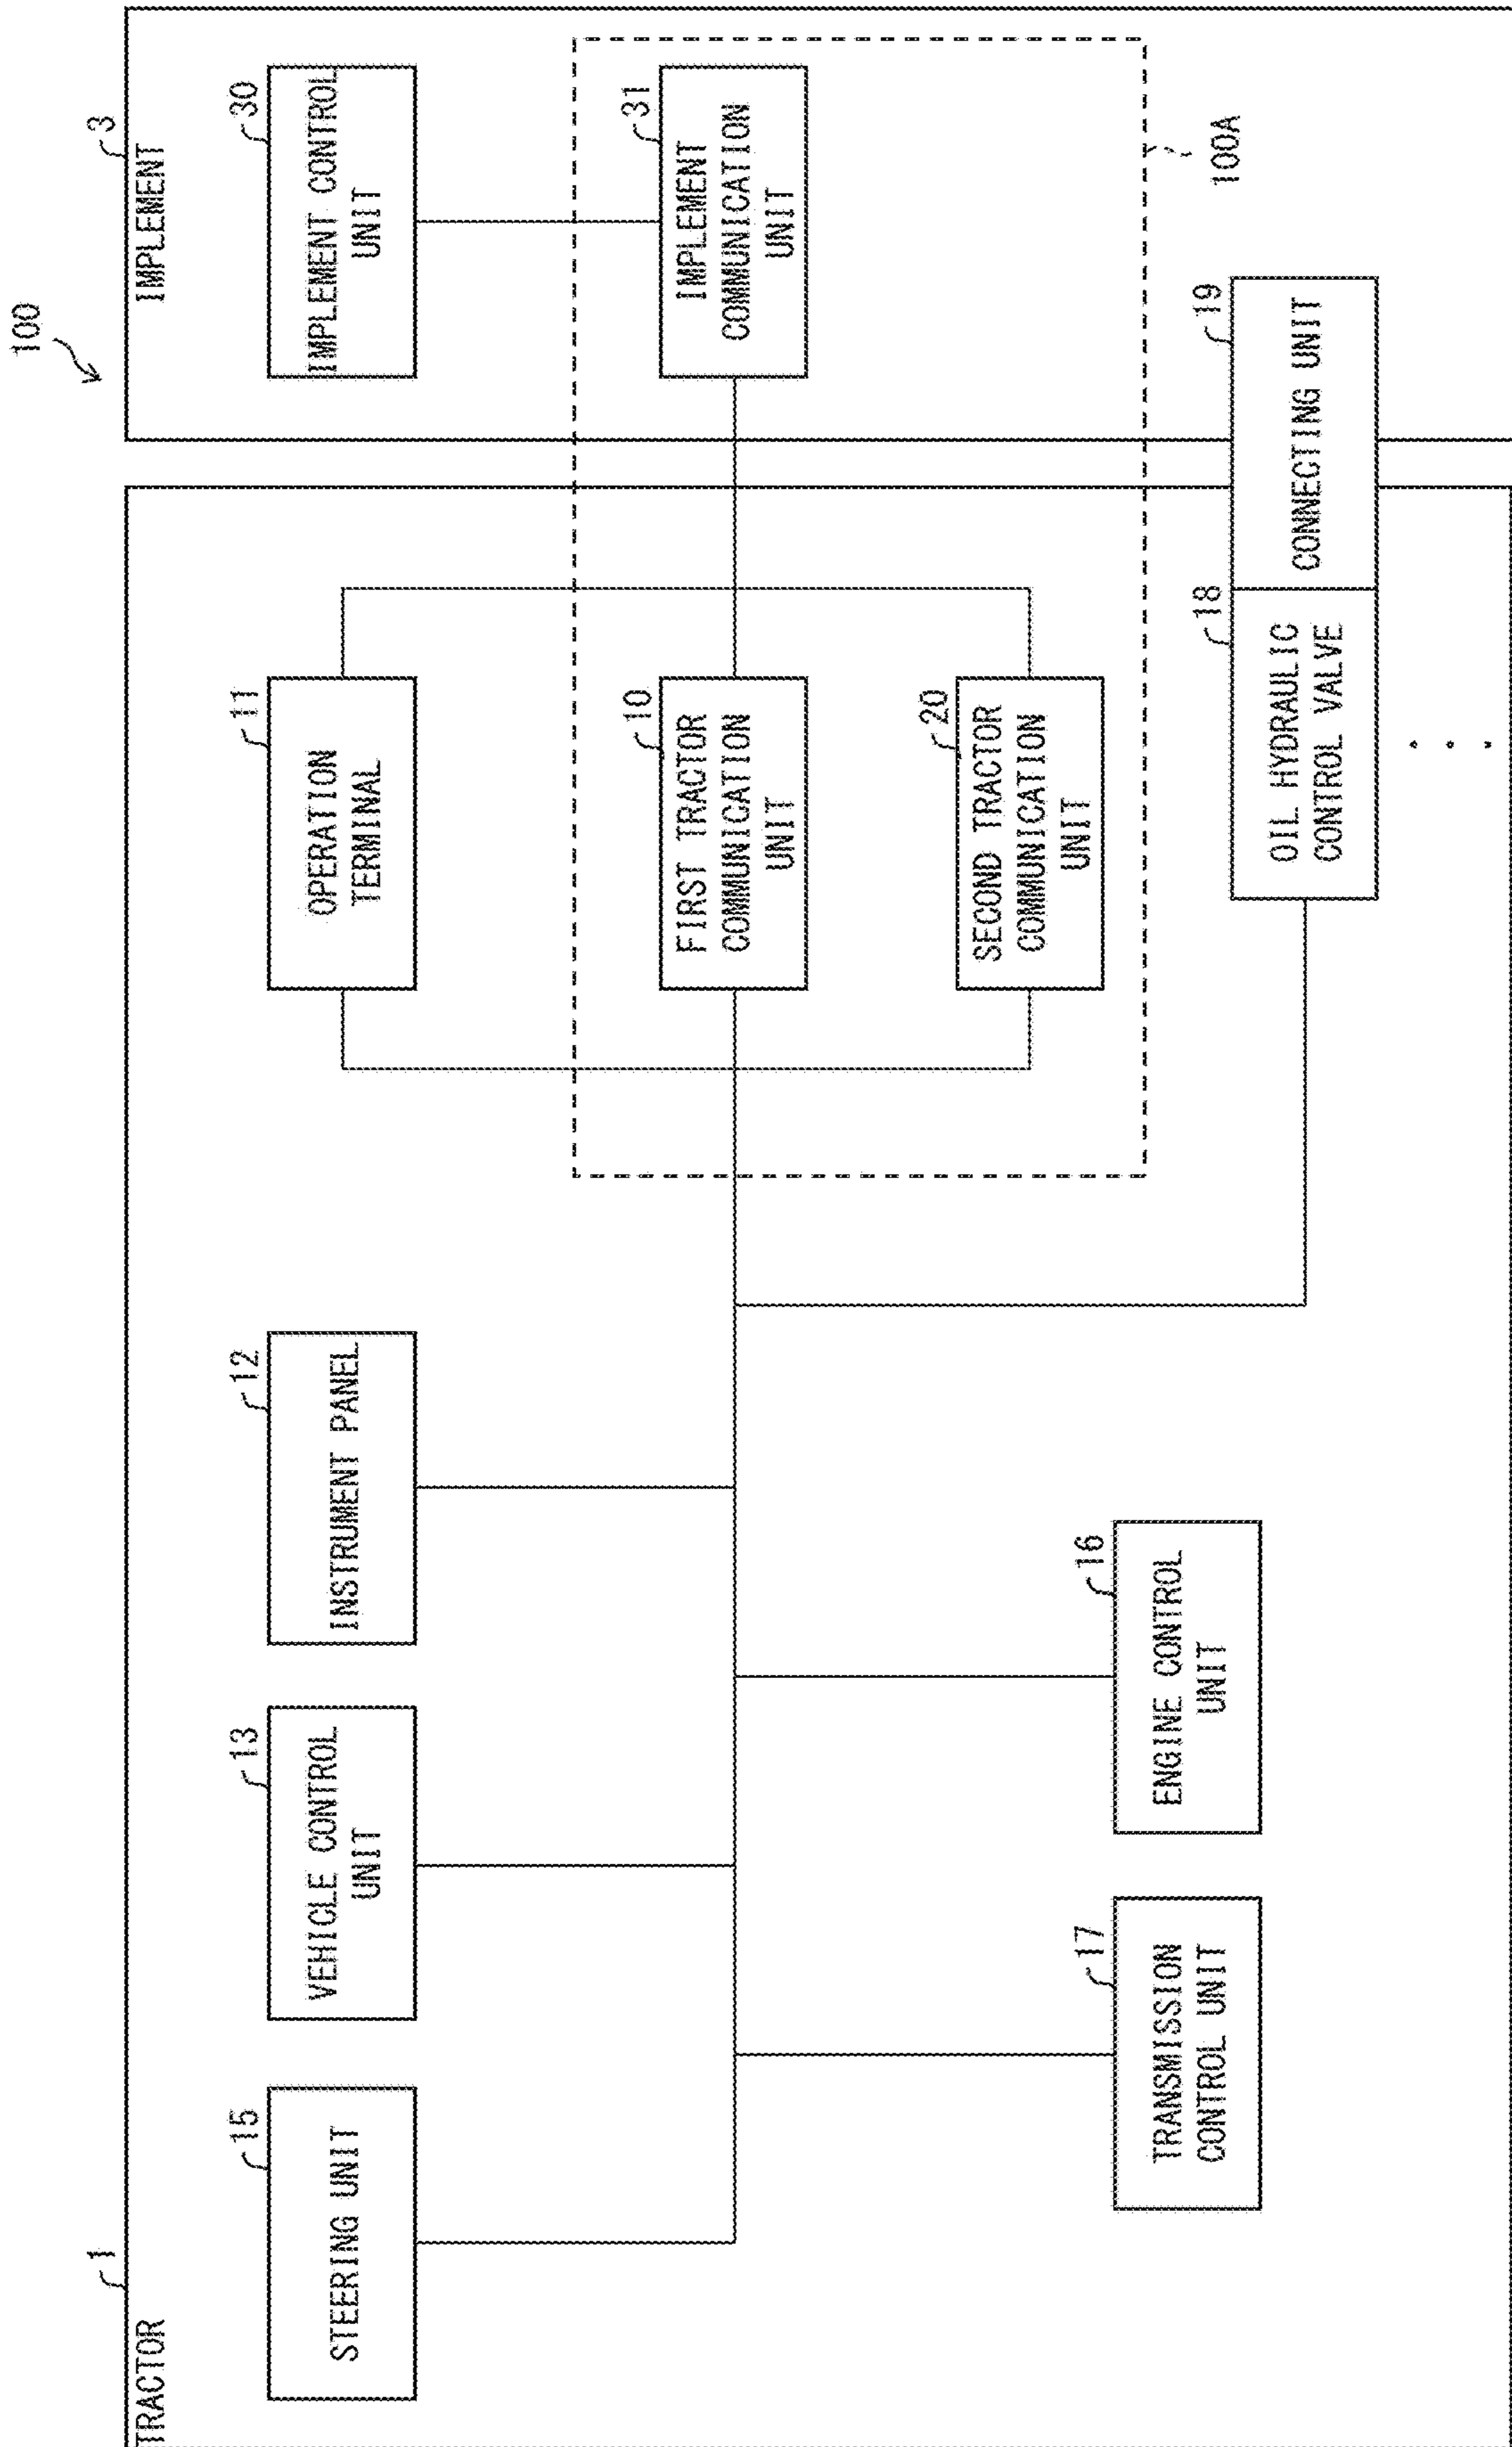 100
1
TRACTOR
3
IMPLEMENT
15
STEERING UNIT
13
VEHICLE CONTROL
UNIT
12
INSTRUMENT PANEL
11
OPERATION
TERMINAL
30
IMPLEMENT CONTROL
UNIT
10
FIRST TRACTOR
COMMUNICATION
UNIT
31
IMPLEMENT
COMMUNICATION
UNIT
20
SECOND TRACTOR
COMMUNICATION
UNIT
100A
17
TRANSMISSION
CONTROL UNIT
16
ENGINE CONTROL
UNIT
18
OIL HYDRAULIC
CONTROL VALVE
19
CONNECTING UNIT